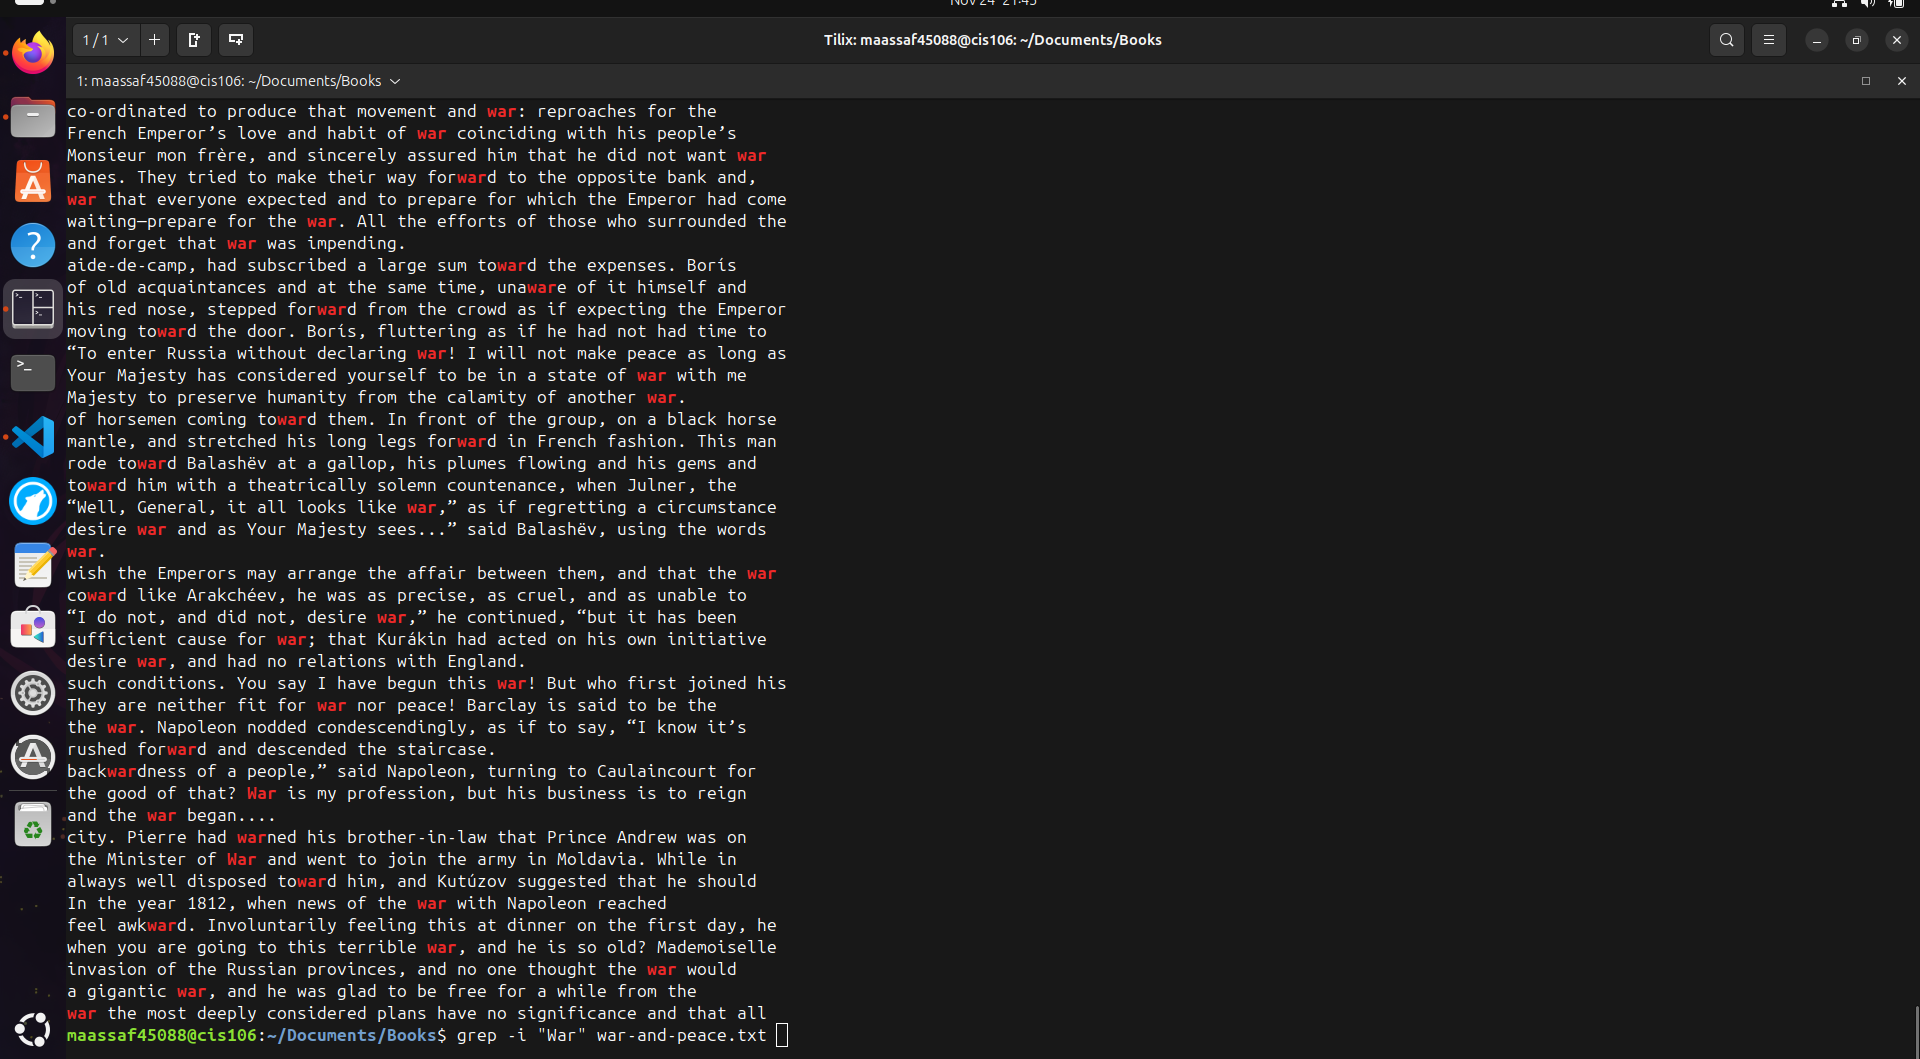 Nov 24 21:45
1 / 1
Tilix: maassaf45088@cis106: ~/Documents/Books
1: maassaf45088@cis106: ~/Documents/Books
co-ordinated to produce that movement and war: reproaches for the
French Emperor’s love and habit of war coinciding with his people’s
Monsieur mon frère, and sincerely assured him that he did not want war
manes. They tried to make their way forward to the opposite bank and,
war that everyone expected and to prepare for which the Emperor had come
waiting—prepare for the war. All the efforts of those who surrounded the
and forget that war was impending.
aide-de-camp, had subscribed a large sum toward the expenses. Borís
of old acquaintances and at the same time, unaware of it himself and
his red nose, stepped forward from the crowd as if expecting the Emperor
moving toward the door. Borís, fluttering as if he had not had time to
“To enter Russia without declaring war! I will not make peace as long as
Your Majesty has considered yourself to be in a state of war with me
Majesty to preserve humanity from the calamity of another war.
of horsemen coming toward them. In front of the group, on a black horse
mantle, and stretched his long legs forward in French fashion. This man
rode toward Balashëv at a gallop, his plumes flowing and his gems and
toward him with a theatrically solemn countenance, when Julner, the
“Well, General, it all looks like war,” as if regretting a circumstance
desire war and as Your Majesty sees...” said Balashëv, using the words
war.
wish the Emperors may arrange the affair between them, and that the war
coward like Arakchéev, he was as precise, as cruel, and as unable to
“I do not, and did not, desire war,” he continued, “but it has been
sufficient cause for war; that Kurákin had acted on his own initiative
desire war, and had no relations with England.
such conditions. You say I have begun this war! But who first joined his
They are neither fit for war nor peace! Barclay is said to be the
the war. Napoleon nodded condescendingly, as if to say, “I know it’s
rushed forward and descended the staircase.
backwardness of a people,” said Napoleon, turning to Caulaincourt for
the good of that? War is my profession, but his business is to reign
and the war began....
city. Pierre had warned his brother-in-law that Prince Andrew was on
the Minister of War and went to join the army in Moldavia. While in
always well disposed toward him, and Kutúzov suggested that he should
In the year 1812, when news of the war with Napoleon reached
feel awkward. Involuntarily feeling this at dinner on the first day, he
when you are going to this terrible war, and he is so old? Mademoiselle
invasion of the Russian provinces, and no one thought the war would
a gigantic war, and he was glad to be free for a while from the
war the most deeply considered plans have no significance and that all
maassaf45088@cis106:~/Documents/Books$ grep -i "War" war-and-peace.txt